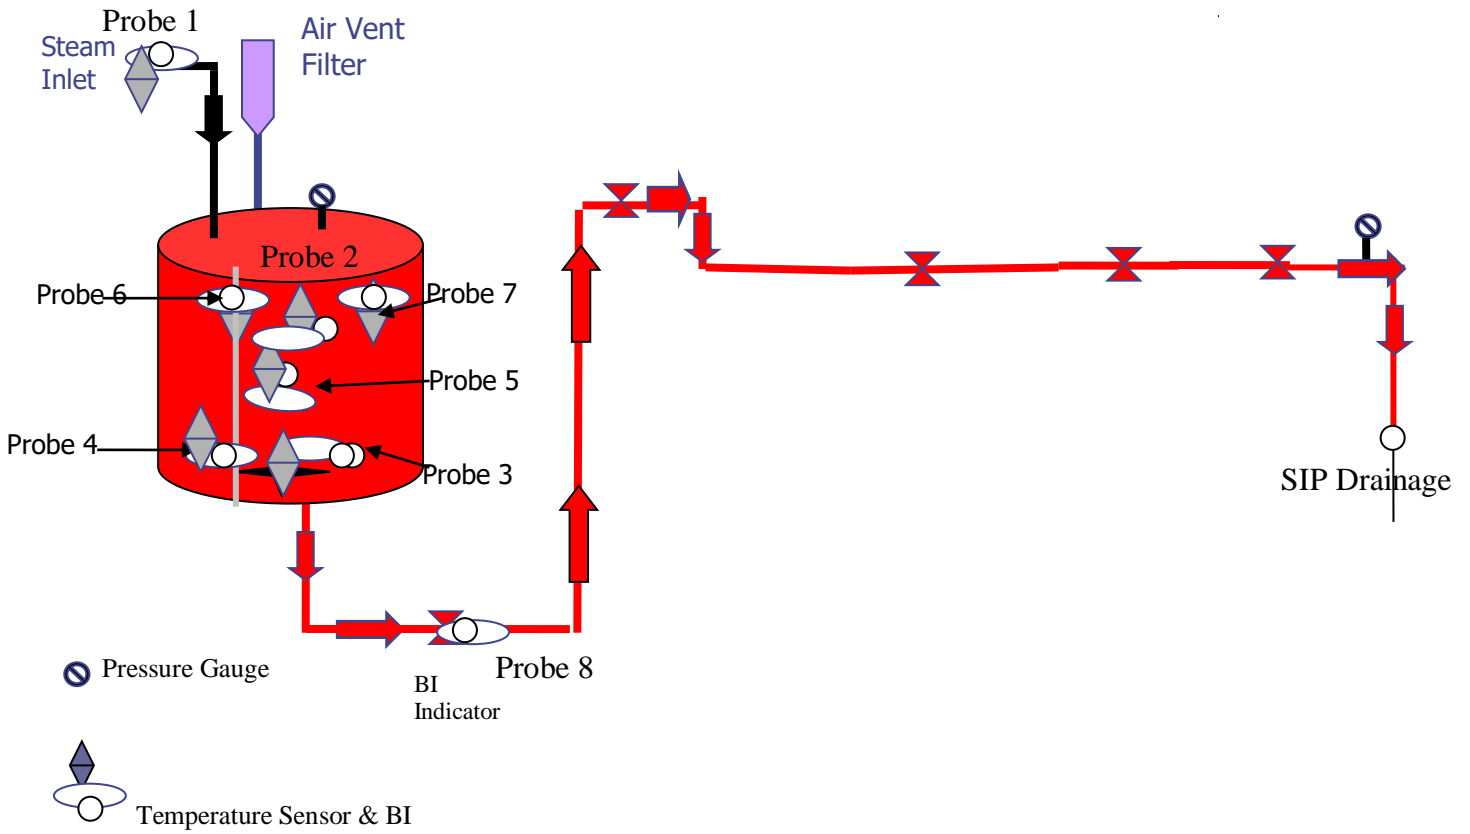 Probe 1
Steam
Inlet
Air Vent
Filter
Probe 2
Probe 6
Probe 7
Probe 5
Probe 4
Probe 3
SIP Drainage
Probe 8
Pressure Gauge
BI
Indicator
Temperature Sensor & BI